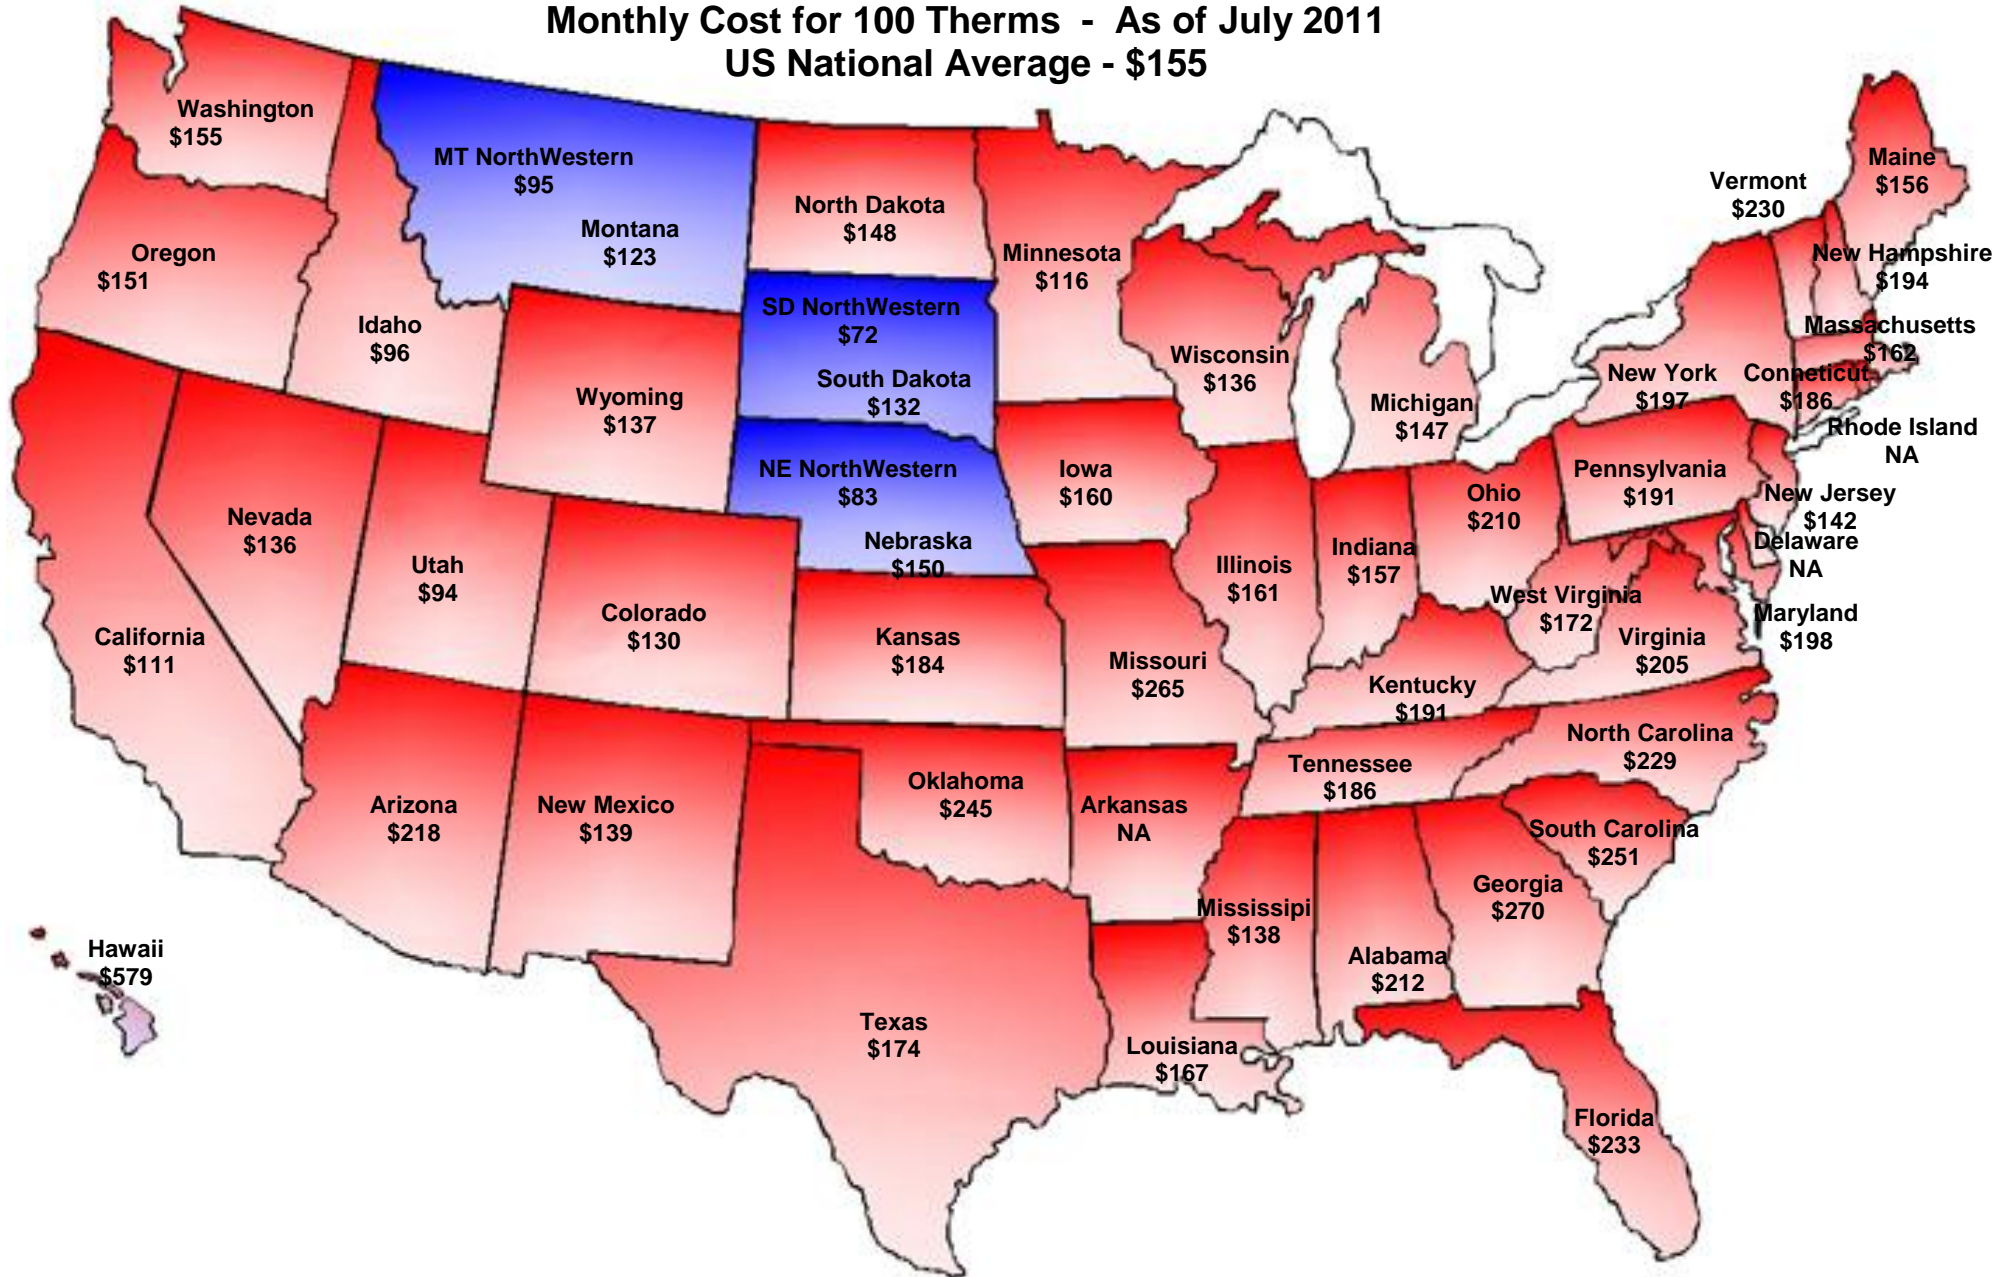 Monthly Cost for 100 Therms - As of July 2011
US National Average - $155
Washington
$155
MT NorthWestern
$95
Montana
$123
North Dakota
$148
Minnesota
$116
Vermont
$230
Maine
$156
New Hampshire
$194
Massachusetts
$162
Oregon
$151
Idaho
$96
Wyoming
$137
SD NorthWestern
$72
South Dakota
$132
Wisconsin
$136
Michigan
$147
New York
$197
Conneticut
$186
Rhode Island
NA
NE NorthWestern
$83
Nebraska
$150
Iowa
$160
Ohio
$210
Pennsylvania
$191
New Jersey
$142
Delaware
NA
Nevada
$136
Utah
$94
Colorado
$130
Kansas
$184
Illinois
$161
Indiana
$157
West Virginia
$172
Virginia
$205
Maryland
$198
California
$111
Missouri
$265
Kentucky
$191
North Carolina
$229
Tennessee
$186
Arizona
$218
New Mexico
$139
Oklahoma
$245
Arkansas
NA
South Carolina
$251
Georgia
$270
Mississipi
$138
Alabama
$212
Hawaii
$579
Texas
$174
Louisiana
$167
Florida
$233